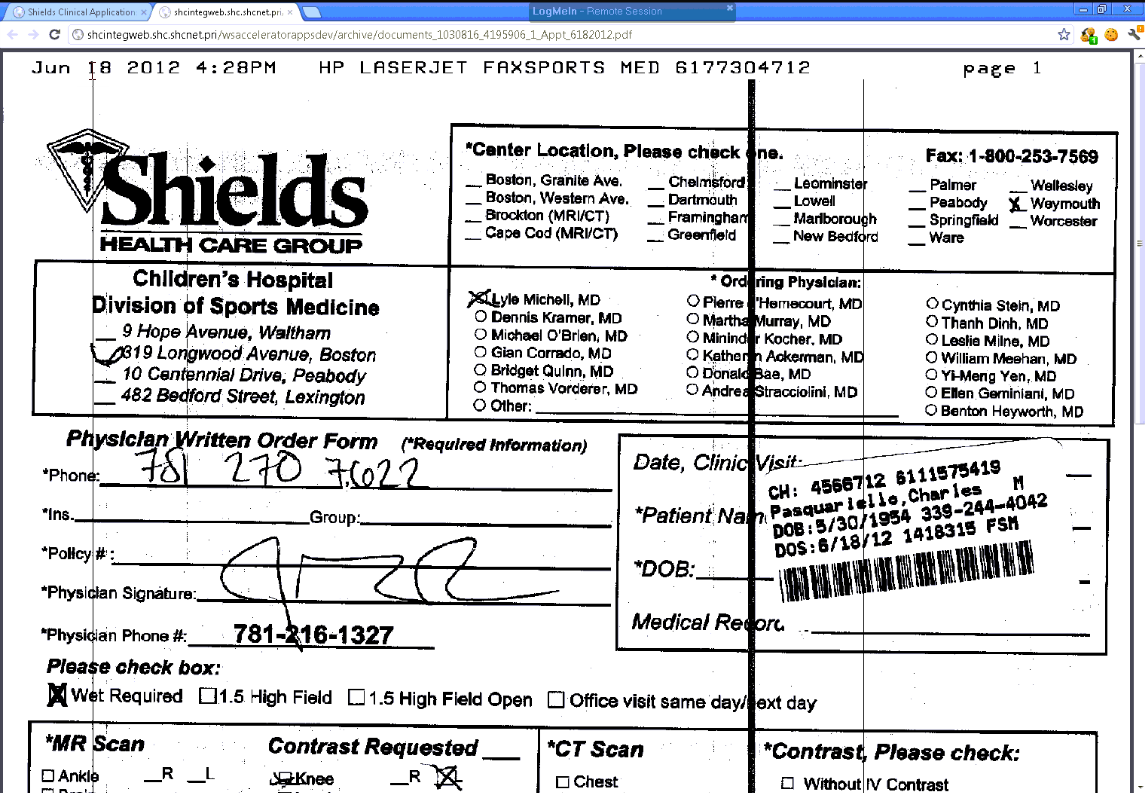 Shields Clinical Application
shcintegweb.shc.shcnet.pri.
LogMeIn - Remote Session
shcintegweb.shc.shcnet.pri/wsacceleratorappsdev/archive/documents_1030816_4195906_1_Appt_6182012.pdf
Jun 18 2012 4:28PM HP LASERJET FAXSPORTS MED 6177304712 page 1
Shields
HEALTH CARE GROUP
*Center Location, Please check one. Fax: 1-800-253-7569
__ Boston, Granite Ave. __ Chelmsford __ Leominster __ Palmer __ Wellesley
__ Boston, Western Ave. __ Dartmouth __ Lowell __ Peabody X Weymouth
__ Brockton (MRI/CT) __ Framingham __ Marlborough __ Springfield __ Worcester
__ Cape Cod (MRI/CT) __ Greenfield __ New Bedford __ Ware
Children's Hospital
Division of Sports Medicine
__ 9 Hope Avenue, Waltham
319 Longwood Avenue, Boston
__ 10 Centennial Drive, Peabody
__ 482 Bedford Street, Lexington
* Ordering Physician:
Lyle Michell, MD Pierre d'Hemecourt, MD Cynthia Stein, MD
Dennis Kramer, MD Martha Murray, MD Thanh Dinh, MD
Michael O'Brien, MD Mininder Kocher, MD Leslie Milne, MD
Gian Corrado, MD Katherin Ackerman, MD William Meehan, MD
Bridget Quinn, MD Donald Bae, MD Yi-Meng Yen, MD
Thomas Vorderer, MD Andrea Stracciolini, MD Ellen Geminiani, MD
Other: Benton Heyworth, MD
Physician Written Order Form (*Required Information)
*Phone: 781 270 7622
*Ins. Group:
*Policy #:
*Physician Signature:
*Physician Phone #: 781-216-1327
Date, Clinic Visit:
*Patient Nam
*DOB:
Medical Record
CH: 4566712 6111575419
Pasquariello,Charles M
DOB:5/30/1954 339-244-4042
DOS:6/18/12 1418315 FSM
Please check box:
Wet Required 1.5 High Field 1.5 High Field Open Office visit same day/next day
*MR Scan Contrast Requested ___ *CT Scan *Contrast, Please check:
Ankle __R __L Knee __R L Chest Without IV Contrast